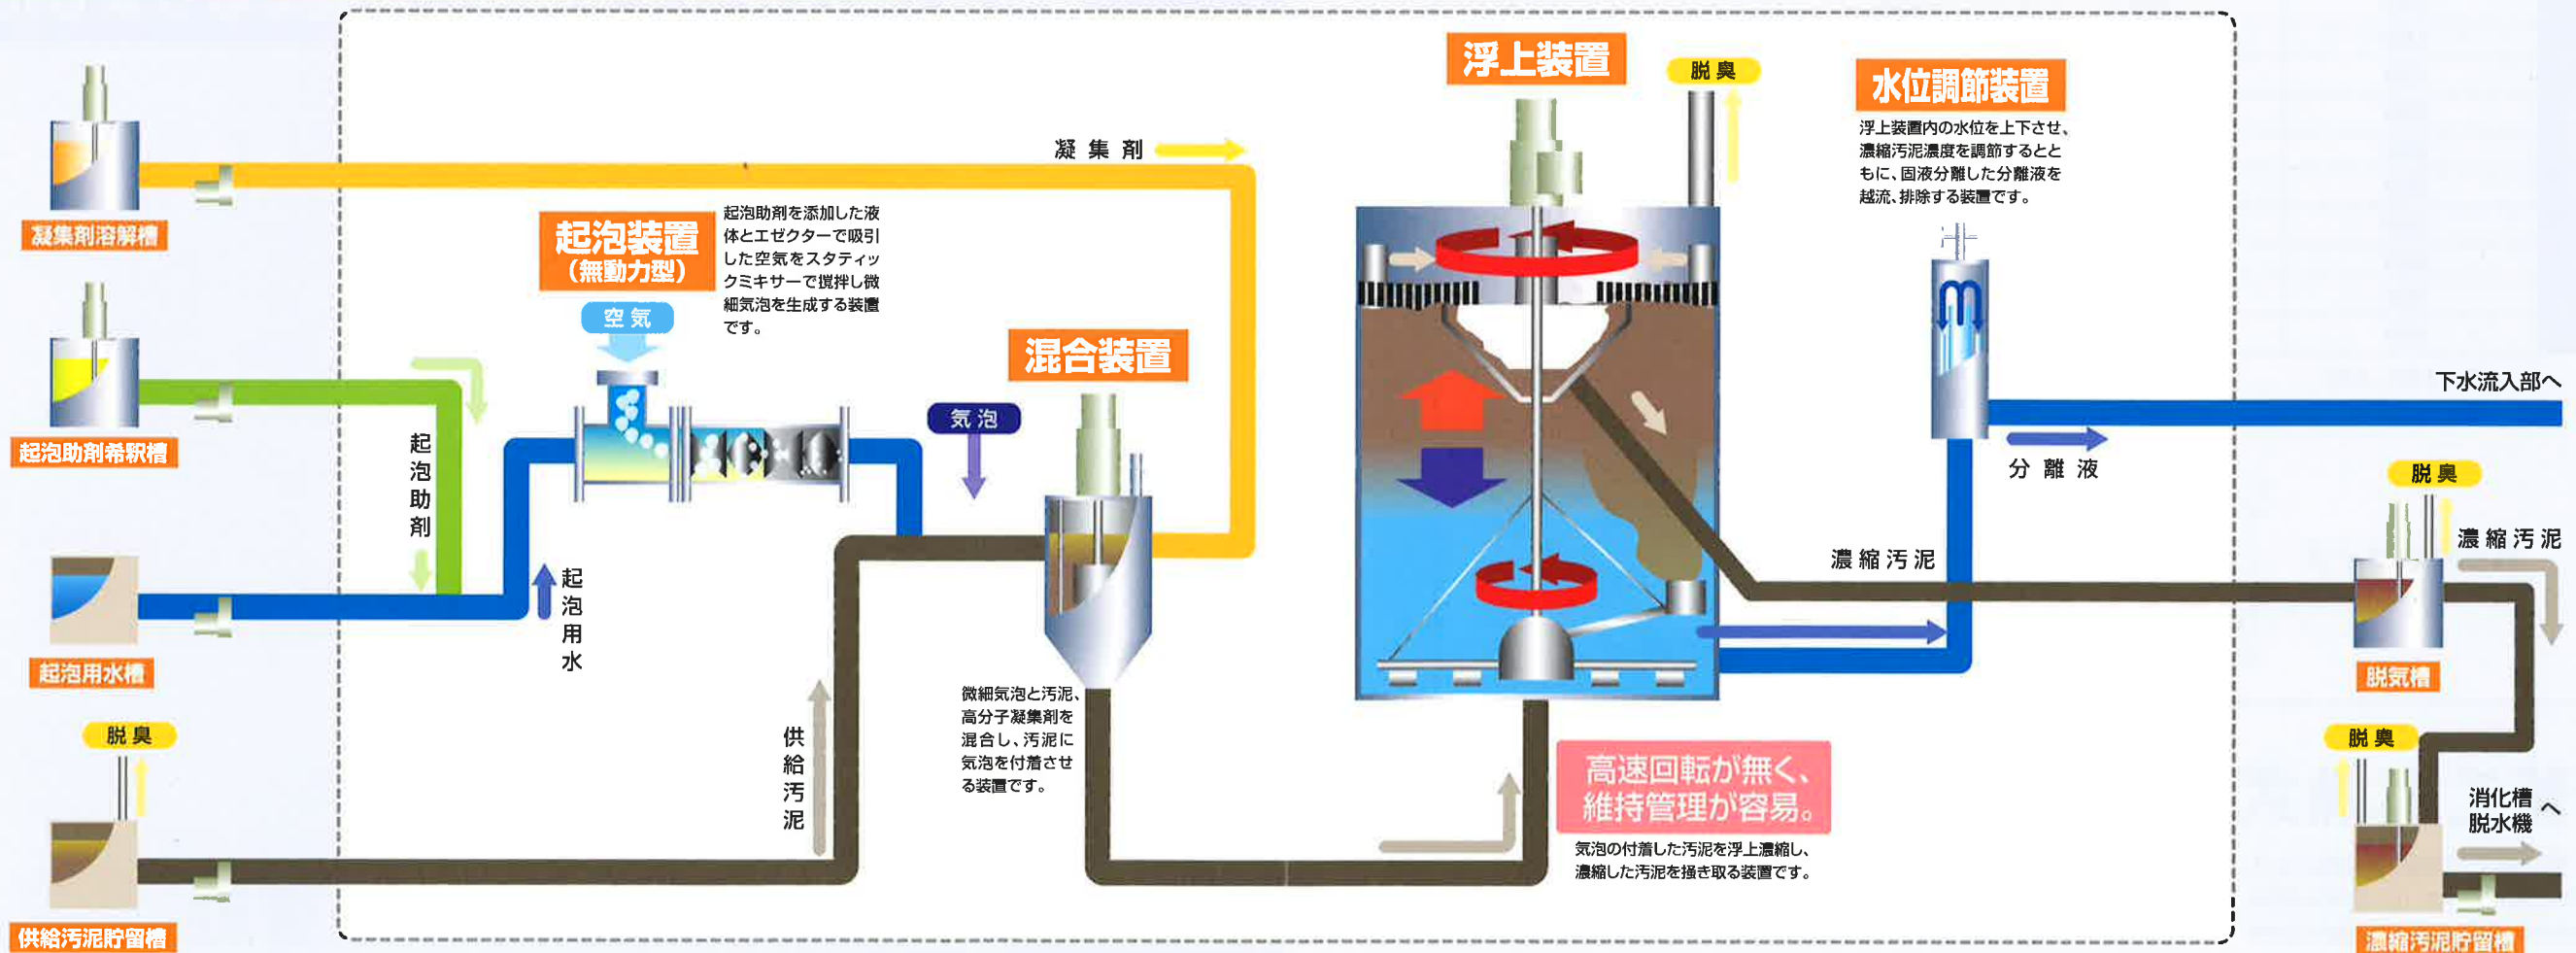 浮上装置
脱臭
水位調節装置
浮上装置内の水位を上下させ、
濃縮汚泥濃度を調節するとと
もに、固液分離した分離液を
越流、排除する装置です。
凝集剤
凝集剤溶解槽
起泡装置
（無動力型）
起泡助剤を添加した液
体とエゼクターで吸引
した空気をスタティッ
クミキサーで撹拌し微
細気泡を生成する装置
です。
空気
混合装置
気泡
起泡助剤希釈槽
起泡助剤
起泡用水
起泡用水槽
下水流入部へ
分離液
脱臭
濃縮汚泥
濃縮汚泥
脱気槽
微細気泡と汚泥、
高分子凝集剤を
混合し、汚泥に
気泡を付着させ
る装置です。
脱臭
供給汚泥
供給汚泥貯留槽
高速回転が無く、
維持管理が容易。
気泡の付着した汚泥を浮上濃縮し、
濃縮した汚泥を掻き取る装置です。
脱臭
消化槽
脱水機
へ
濃縮汚泥貯留槽